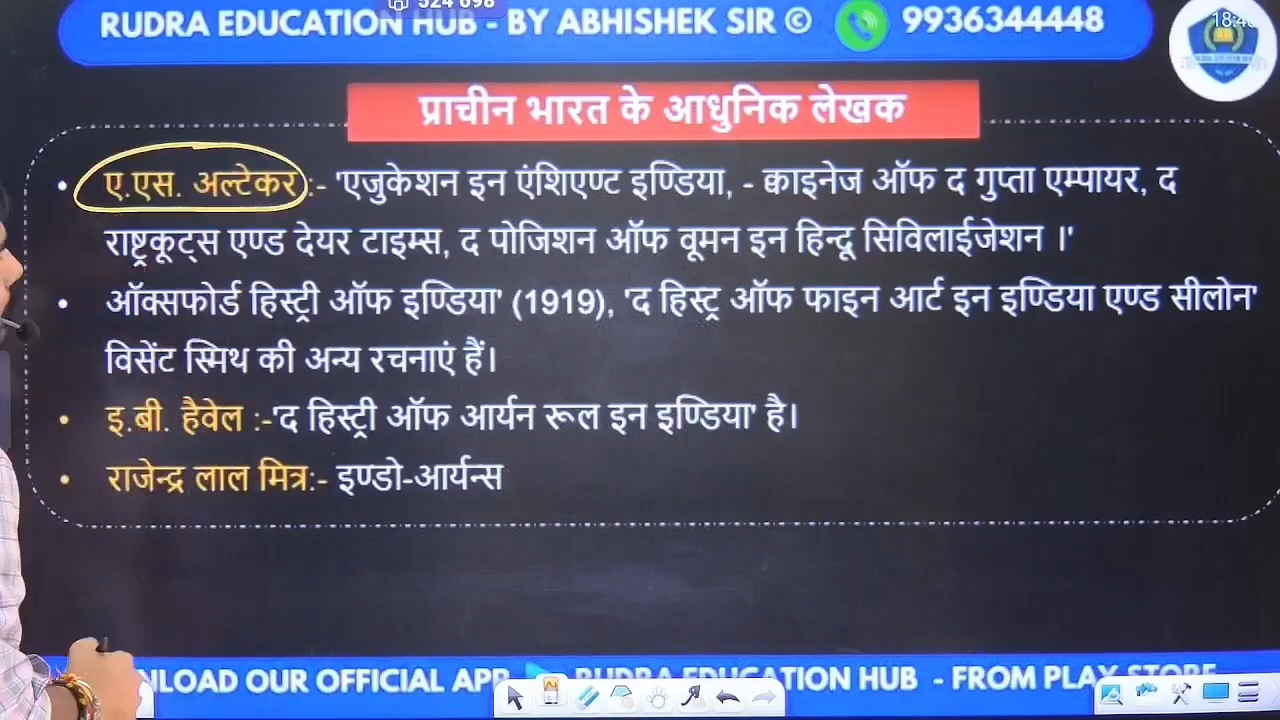 524 698
RUDRA EDUCATION HUB - BY ABHISHEK SIR © 9936344448
प्राचीन भारत के आधुनिक लेखक
• ए.एस. अल्टेकर :- 'एजुकेशन इन एंशिएण्ट इण्डिया, - क्वाइनेज ऑफ द गुप्ता एम्पायर, द
राष्ट्रकूट्स एण्ड देयर टाइम्स, द पोजिशन ऑफ वूमन इन हिन्दू सिविलाईजेशन ।'
• ऑक्सफोर्ड हिस्ट्री ऑफ इण्डिया' (1919), 'द हिस्ट्र ऑफ फाइन आर्ट इन इण्डिया एण्ड सीलोन'
विसेंट स्मिथ की अन्य रचनाएं हैं।
• इ.बी. हैवेल :-'द हिस्ट्री ऑफ आर्यन रूल इन इण्डिया' है।
• राजेन्द्र लाल मित्र:- इण्डो-आर्यन्स
OUR OFFICIAL APP RUDRA EDUCATION HUB - FROM PLAY STORE